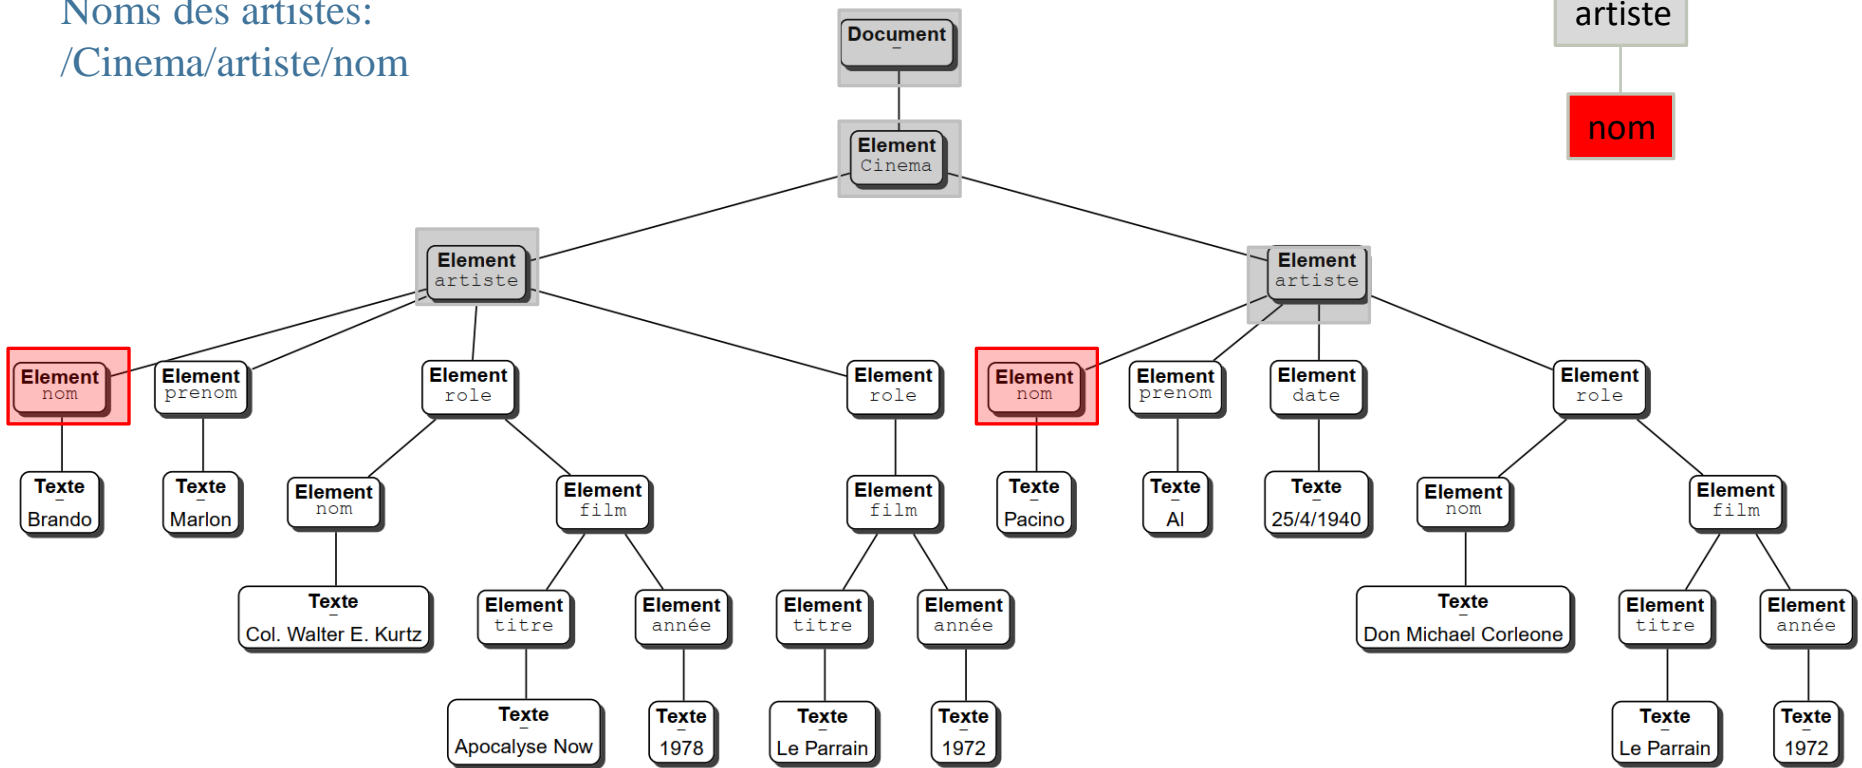 Noms des artistes:
/Cinema/artiste/nom
artiste
nom
Document
–
Element
Cinema
Element
artiste
Element
artiste
Element
nom
Element
prenom
Element
role
Element
role
Element
nom
Element
prenom
Element
date
Element
role
Texte
–
Brando
Texte
–
Marlon
Element
nom
Element
film
Element
film
Texte
–
Pacino
Texte
–
Al
Texte
–
25/4/1940
Element
nom
Element
film
Texte
–
Col. Walter E. Kurtz
Element
titre
Element
année
Element
titre
Element
année
Texte
–
Don Michael Corleone
Element
titre
Element
année
Texte
–
Apocalyse Now
Texte
–
1978
Texte
–
Le Parrain
Texte
–
1972
Texte
–
Le Parrain
Texte
–
1972